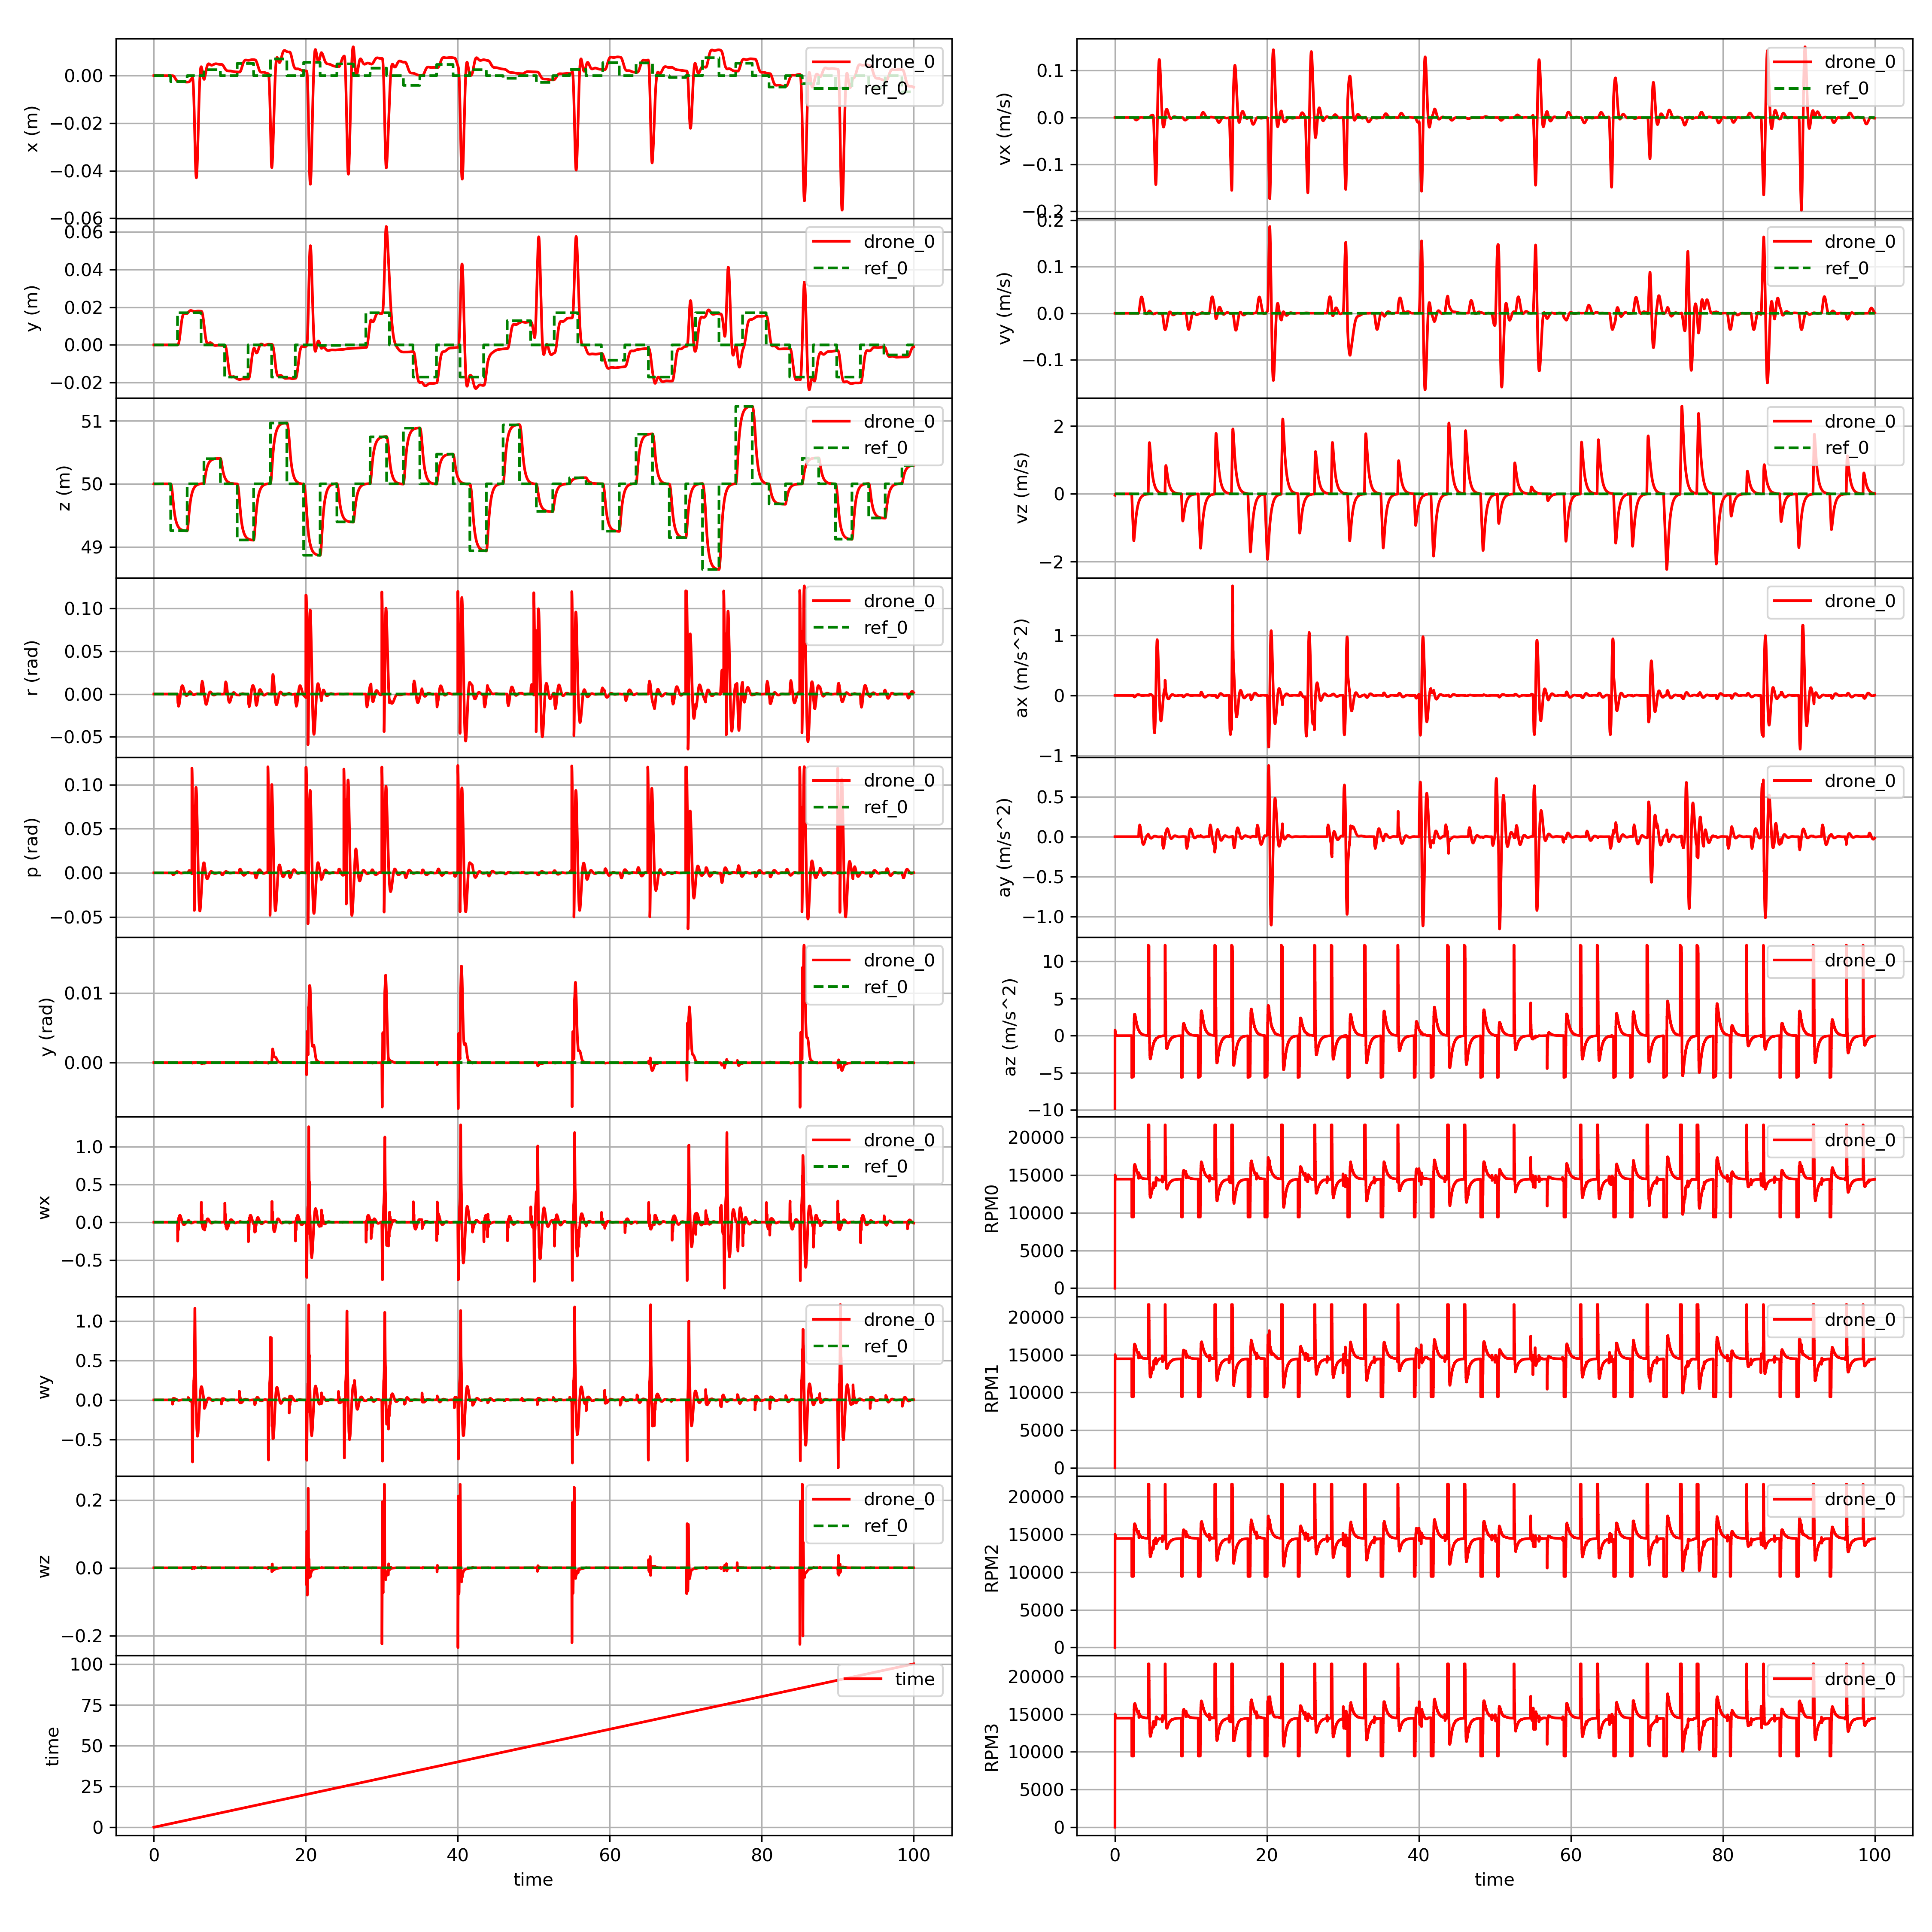 0.00
−0.02
−0.04
−0.06
x (m)
drone_0
ref_0
0.06
0.04
0.02
0.00
−0.02
y (m)
drone_0
ref_0
51
50
49
z (m)
drone_0
ref_0
0.10
0.05
0.00
−0.05
r (rad)
drone_0
ref_0
0.10
0.05
0.00
−0.05
p (rad)
drone_0
ref_0
0.01
0.00
y (rad)
drone_0
ref_0
1.0
0.5
0.0
−0.5
wx
drone_0
ref_0
1.0
0.5
0.0
−0.5
wy
drone_0
ref_0
0.2
0.0
−0.2
wz
drone_0
ref_0
100
75
50
25
0
time
time
0 20 40 60 80 100
time
0.1
0.0
−0.1
−0.2
vx (m/s)
drone_0
ref_0
0.2
0.1
0.0
−0.1
vy (m/s)
drone_0
ref_0
2
0
−2
vz (m/s)
drone_0
ref_0
1
0
−1
ax (m/s^2)
drone_0
0.5
0.0
−0.5
−1.0
ay (m/s^2)
drone_0
10
5
0
−5
−10
az (m/s^2)
drone_0
20000
15000
10000
5000
0
RPM0
drone_0
20000
15000
10000
5000
0
RPM1
drone_0
20000
15000
10000
5000
0
RPM2
drone_0
20000
15000
10000
5000
0
RPM3
drone_0
0 20 40 60 80 100
time